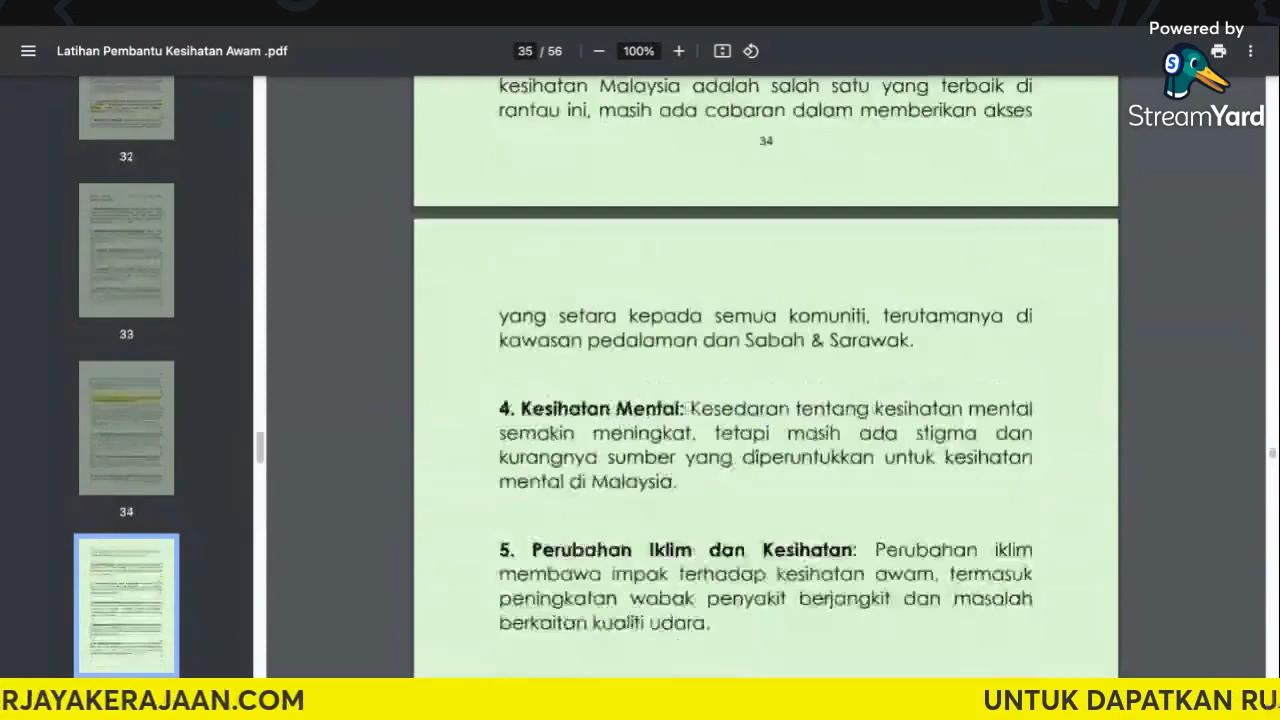 Powered by
StreamYard
Latihan Pembantu Kesihatan Awam .pdf
35 / 56
100%
32
33
34
kesihatan Malaysia adalah salah satu yang terbaik di
rantau ini, masih ada cabaran dalam memberikan akses
34
yang setara kepada semua komuniti, terutamanya di
kawasan pedalaman dan Sabah & Sarawak.
4. Kesihatan Mental: Kesedaran tentang kesihatan mental
semakin meningkat, tetapi masih ada stigma dan
kurangnya sumber yang diperuntukkan untuk kesihatan
mental di Malaysia.
5. Perubahan Iklim dan Kesihatan: Perubahan iklim
membawa impak terhadap kesihatan awam, termasuk
peningkatan wabak penyakit berjangkit dan masalah
berkaitan kualiti udara.
ERJAYAKERAJAAN.COM
UNTUK DAPATKAN RU